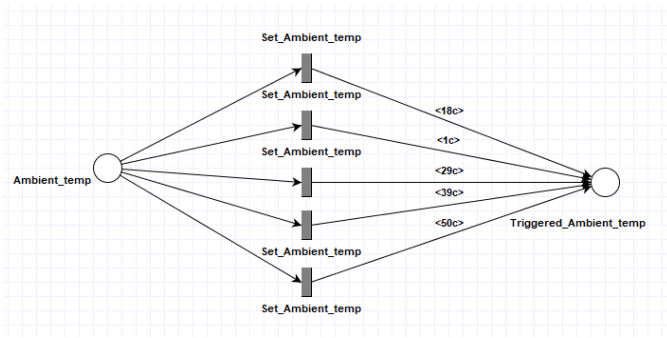 Set_Ambient_temp
Set_Ambient_temp
<18c>
<1c>
Set_Ambient_temp
<29c>
Ambient_temp
<39c>
Triggered_Ambient_temp
<50c>
Set_Ambient_temp
Set_Ambient_temp